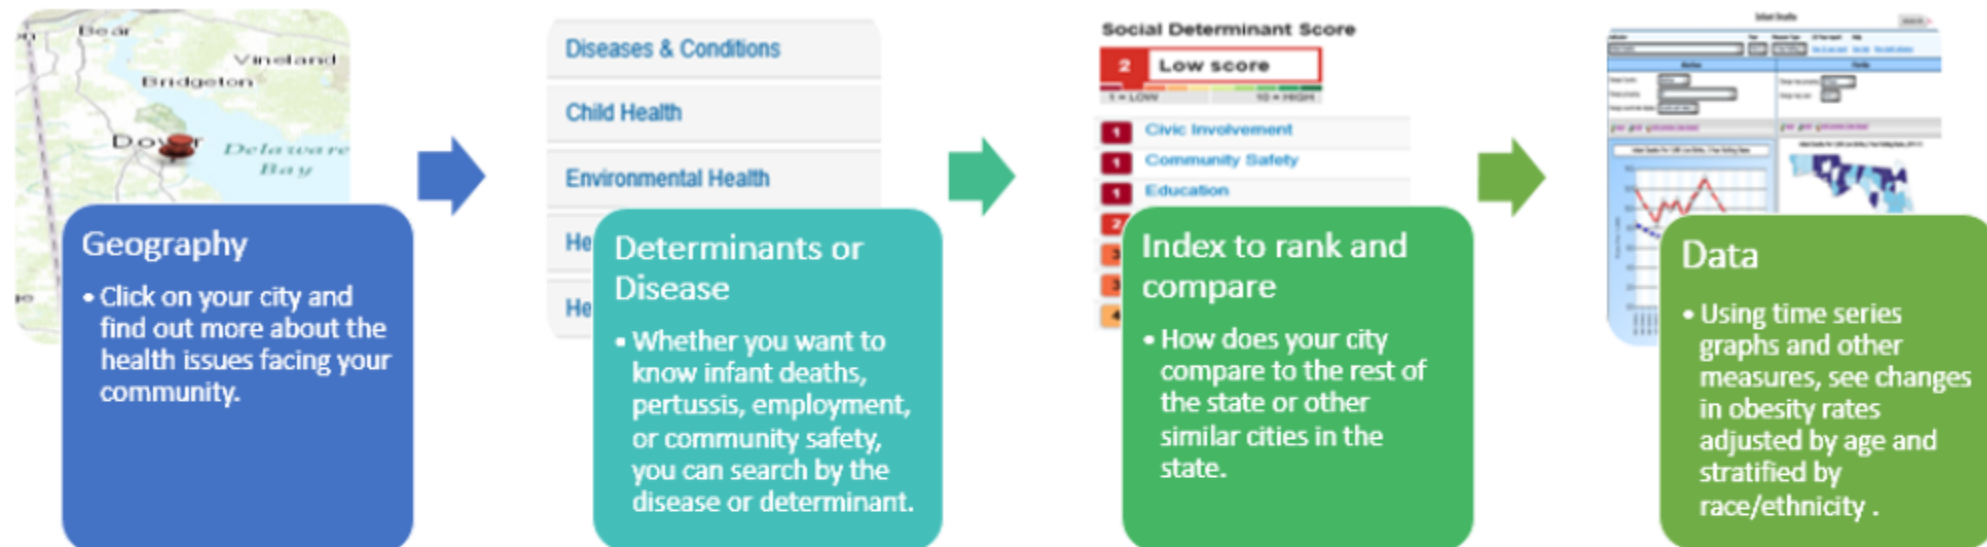 Bear
Vineland
Bridgeton
Dover
Delaware
Bay
Geography
• Click on your city and
find out more about the
health issues facing your
community.
Diseases & Conditions
Child Health
Environmental Health
He
He
Determinants or
Disease
• Whether you want to
know infant deaths,
pertussis, employment,
or community safety,
you can search by the
disease or determinant.
Social Determinant Score
2 Low score
1 = LOW 10 = HIGH
1 Civic Involvement
1 Community Safety
1 Education
2
3
3
4
Index to rank and
compare
• How does your city
compare to the rest of
the state or other
similar cities in the
state.
Infant Deaths
Data
• Using time series
graphs and other
measures, see changes
in obesity rates
adjusted by age and
stratified by
race/ethnicity .